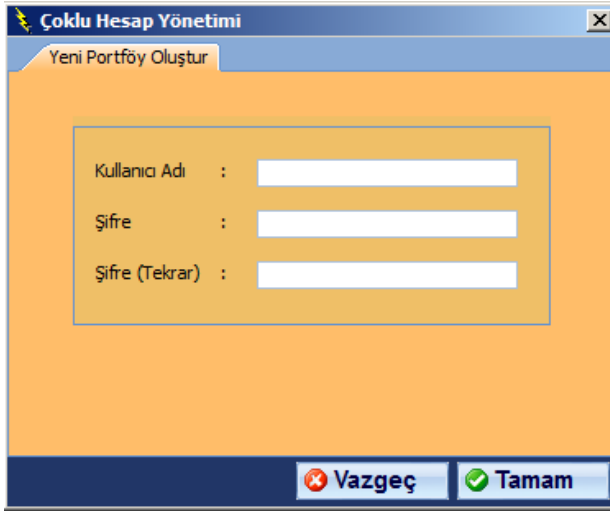 Çoklu Hesap Yönetimi
Yeni Portföy Oluştur
Kullanıcı Adı :
Şifre :
Şifre (Tekrar) :
Vazgeç Tamam